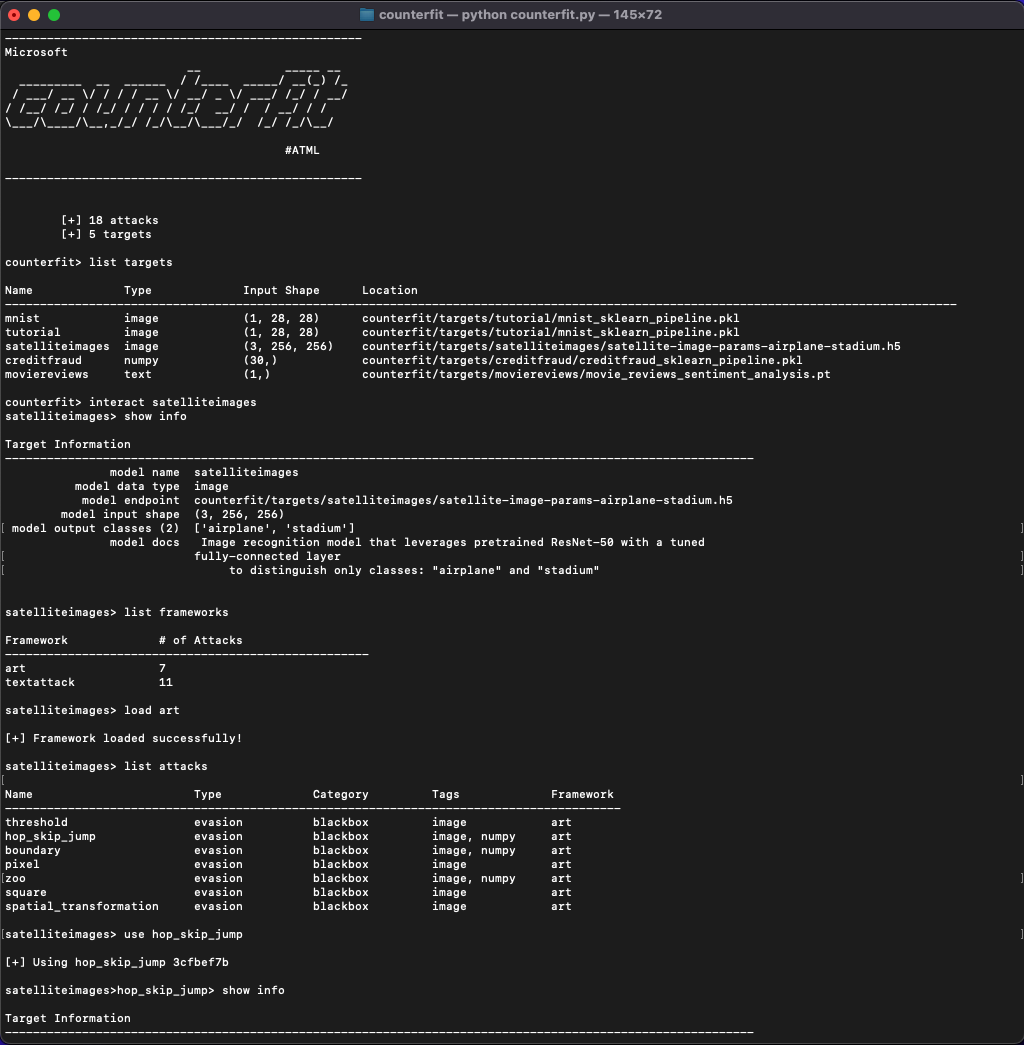 counterfit — python counterfit.py — 145×72
Microsoft
counterfit
#ATML
[+] 18 attacks
[+] 5 targets
counterfit> list targets
Name Type Input Shape Location
mnist image (1, 28, 28) counterfit/targets/tutorial/mnist_sklearn_pipeline.pkl
tutorial image (1, 28, 28) counterfit/targets/tutorial/mnist_sklearn_pipeline.pkl
satelliteimages image (3, 256, 256) counterfit/targets/satelliteimages/satellite-image-params-airplane-stadium.h5
creditfraud numpy (30,) counterfit/targets/creditfraud/creditfraud_sklearn_pipeline.pkl
moviereviews text (1,) counterfit/targets/moviereviews/movie_reviews_sentiment_analysis.pt
counterfit> interact satelliteimages
satelliteimages> show info
Target Information
model name satelliteimages
model data type image
model endpoint counterfit/targets/satelliteimages/satellite-image-params-airplane-stadium.h5
model input shape (3, 256, 256)
[ model output classes (2) ['airplane', 'stadium'] ]
model docs Image recognition model that leverages pretrained ResNet-50 with a tuned
[ fully-connected layer ]
[ to distinguish only classes: "airplane" and "stadium" ]
satelliteimages> list frameworks
Framework # of Attacks
art 7
textattack 11
satelliteimages> load art
[+] Framework loaded successfully!
satelliteimages> list attacks
[ ]
Name Type Category Tags Framework
threshold evasion blackbox image art
hop_skip_jump evasion blackbox image, numpy art
boundary evasion blackbox image, numpy art
pixel evasion blackbox image art
[zoo evasion blackbox image, numpy art ]
square evasion blackbox image art
spatial_transformation evasion blackbox image art
[satelliteimages> use hop_skip_jump ]
[+] Using hop_skip_jump 3cfbef7b
satelliteimages>hop_skip_jump> show info
Target Information